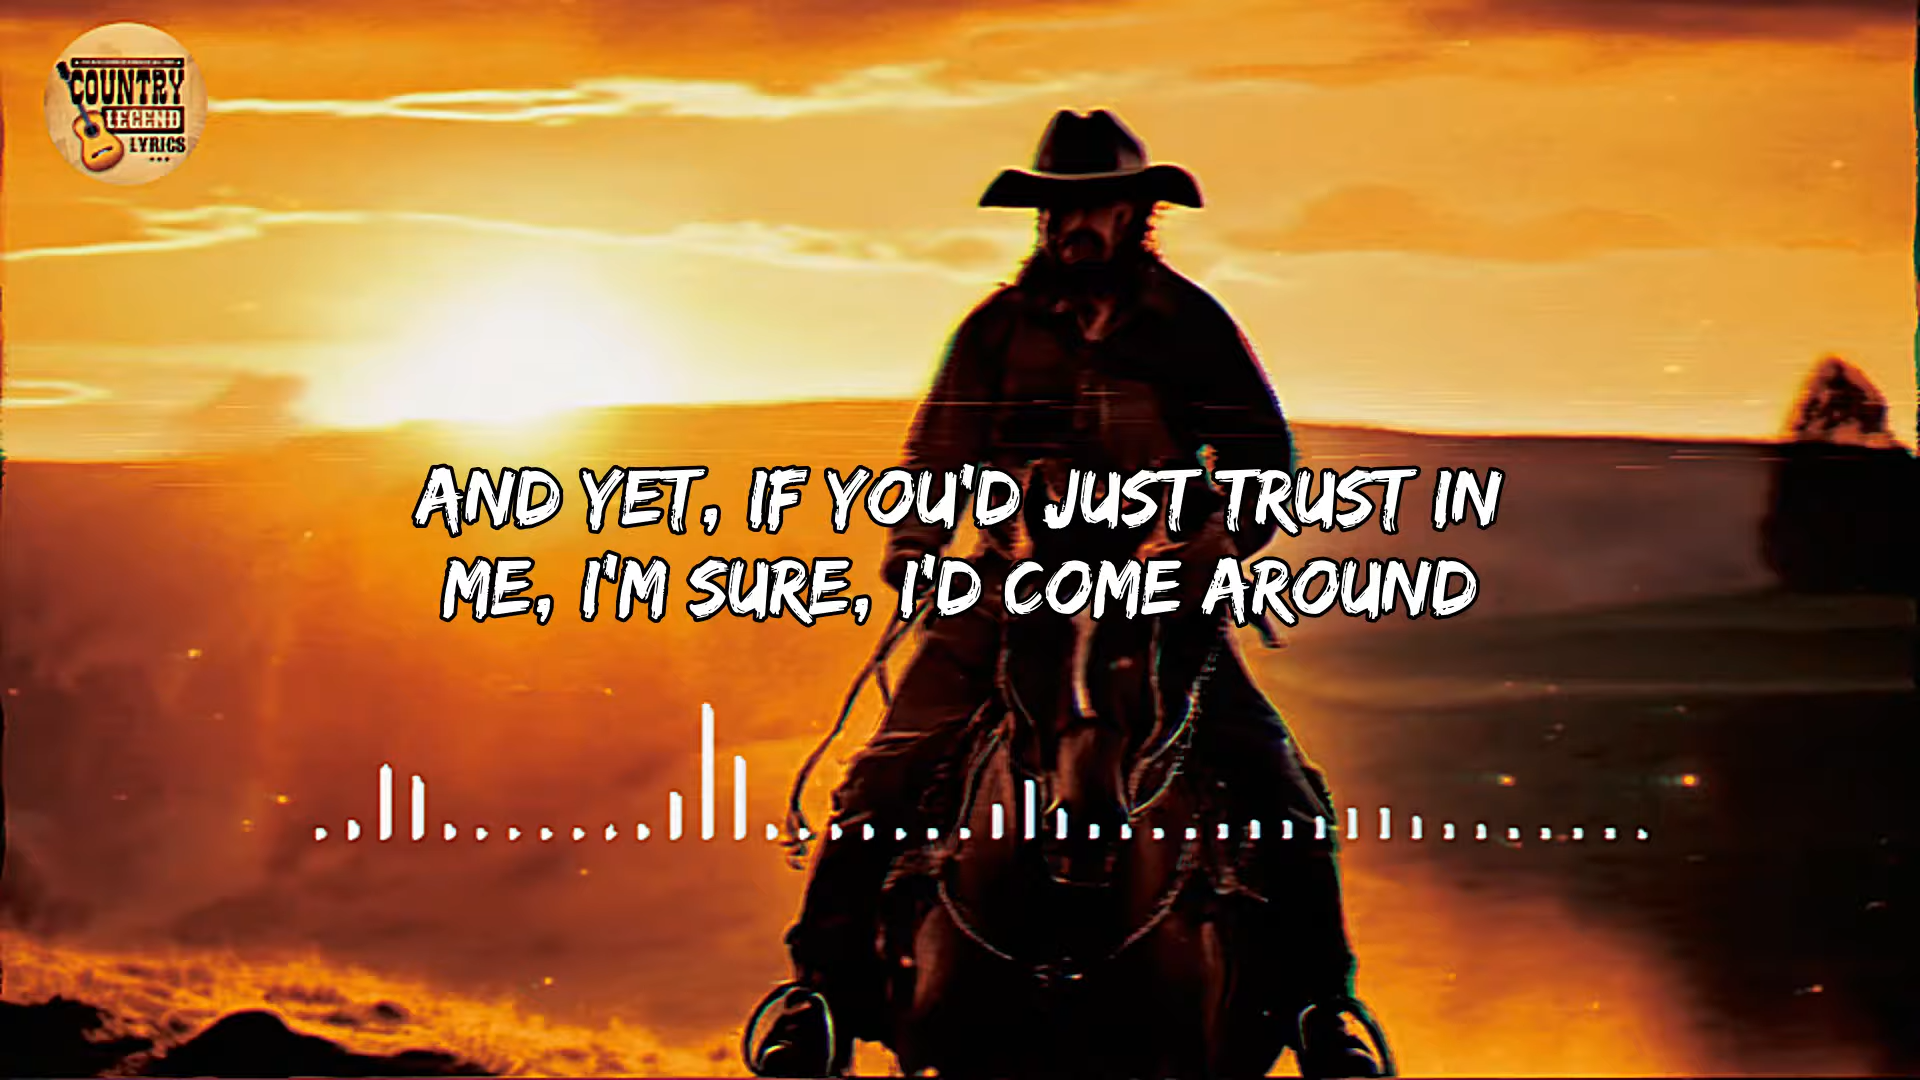 COUNTRY
LEGEND
LYRICS
AND YET, IF YOU'D JUST TRUST IN
ME, I'M SURE, I'D COME AROUND